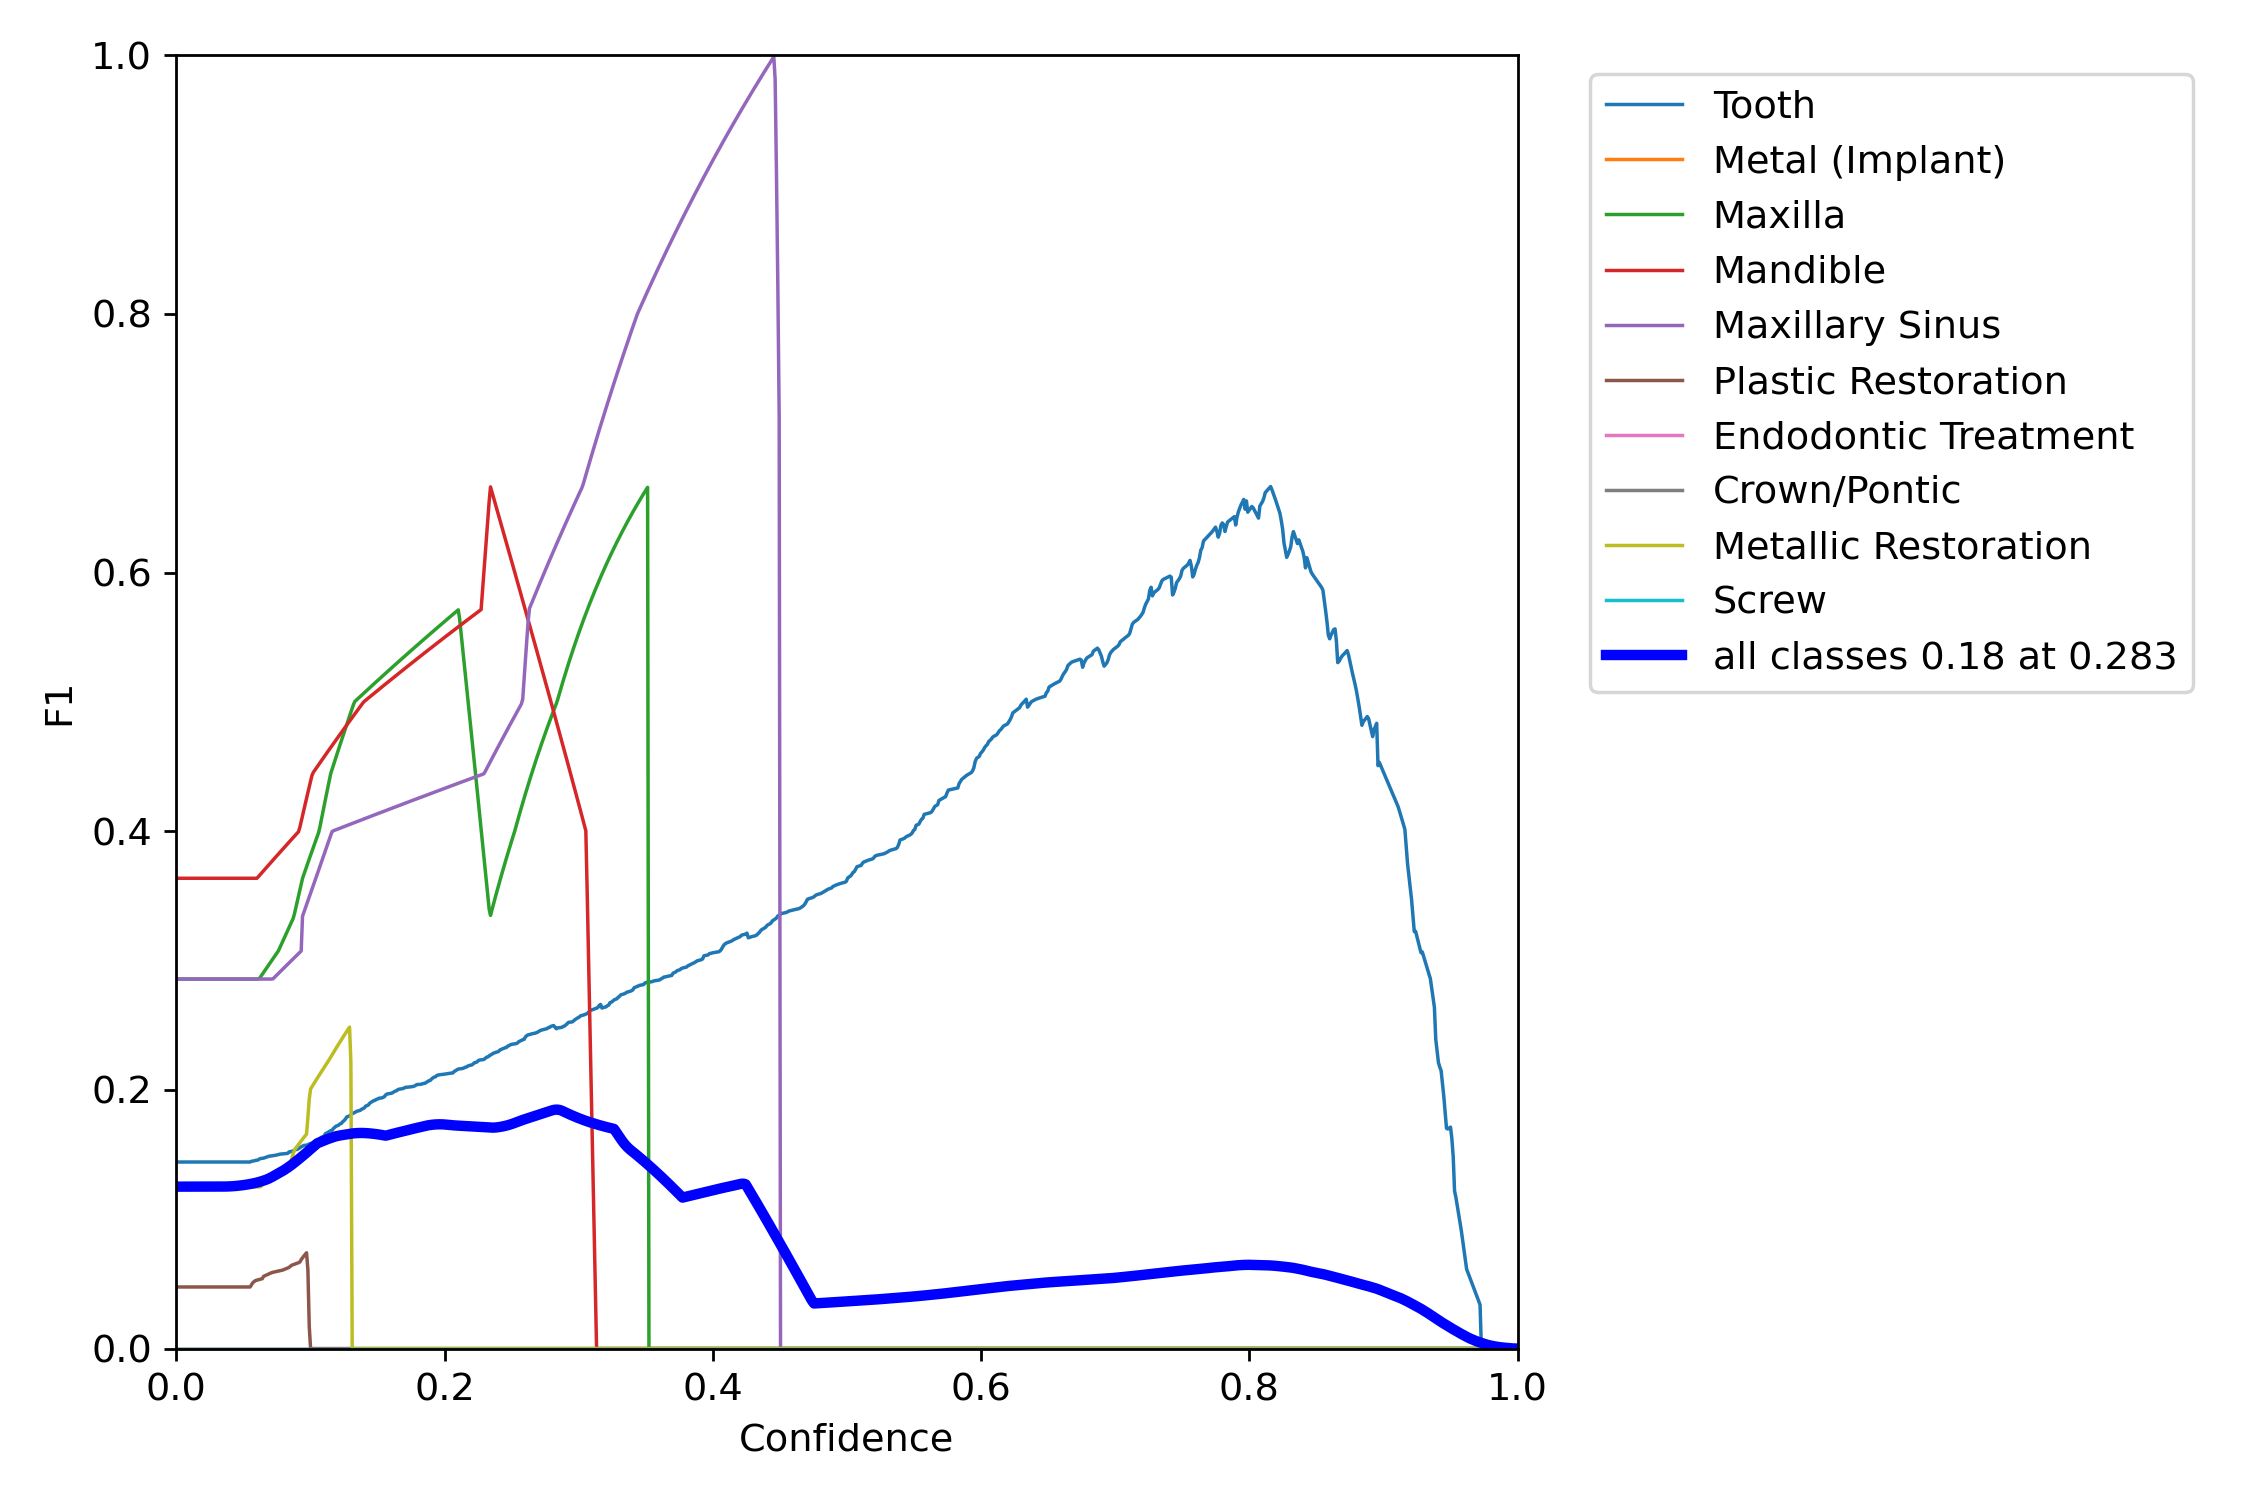 1.0
0.8
0.6
0.4
0.2
0.0
F1
0.0 0.2 0.4 0.6 0.8 1.0
Confidence
Tooth
Metal (Implant)
Maxilla
Mandible
Maxillary Sinus
Plastic Restoration
Endodontic Treatment
Crown/Pontic
Metallic Restoration
Screw
all classes 0.18 at 0.283